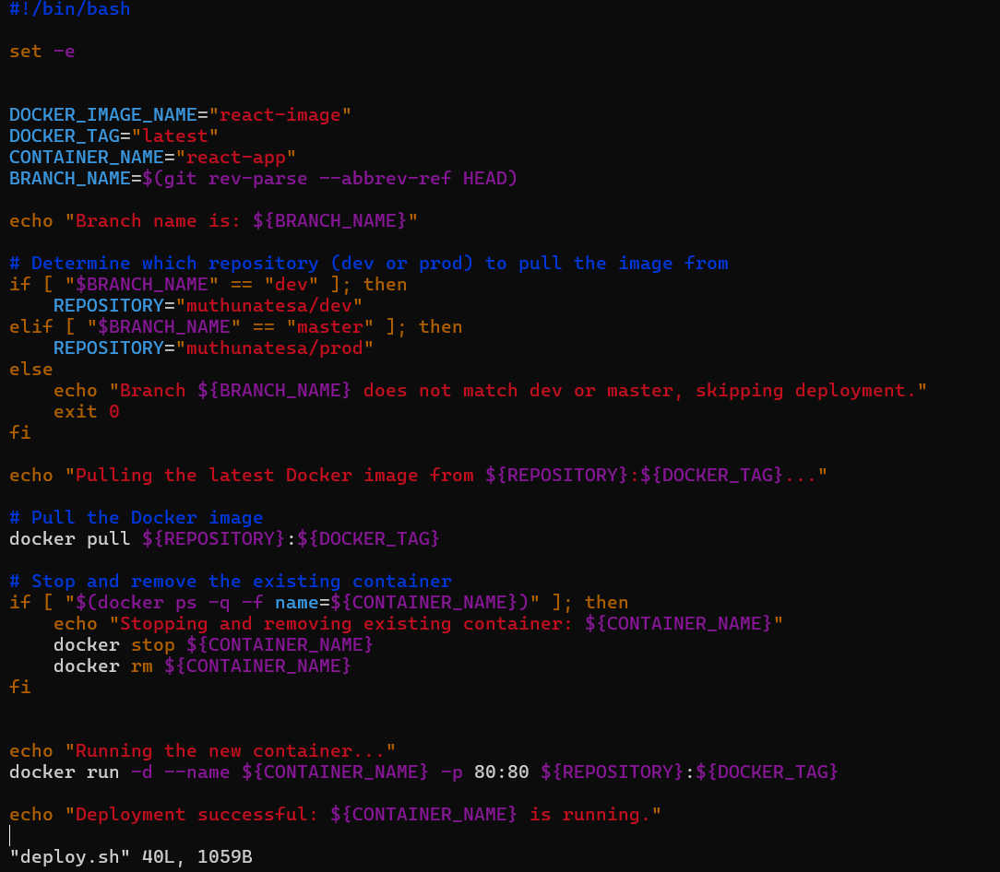 #!/bin/bash

set -e


DOCKER_IMAGE_NAME="react-image"
DOCKER_TAG="latest"
CONTAINER_NAME="react-app"
BRANCH_NAME=$(git rev-parse --abbrev-ref HEAD)

echo "Branch name is: ${BRANCH_NAME}"

# Determine which repository (dev or prod) to pull the image from
if [ "$BRANCH_NAME" == "dev" ]; then
    REPOSITORY="muthunatesa/dev"
elif [ "$BRANCH_NAME" == "master" ]; then
    REPOSITORY="muthunatesa/prod"
else
    echo "Branch ${BRANCH_NAME} does not match dev or master, skipping deployment."
    exit 0
fi

echo "Pulling the latest Docker image from ${REPOSITORY}:${DOCKER_TAG}..."

# Pull the Docker image
docker pull ${REPOSITORY}:${DOCKER_TAG}

# Stop and remove the existing container
if [ "$(docker ps -q -f name=${CONTAINER_NAME})" ]; then
    echo "Stopping and removing existing container: ${CONTAINER_NAME}"
    docker stop ${CONTAINER_NAME}
    docker rm ${CONTAINER_NAME}
fi


echo "Running the new container..."
docker run -d --name ${CONTAINER_NAME} -p 80:80 ${REPOSITORY}:${DOCKER_TAG}

echo "Deployment successful: ${CONTAINER_NAME} is running."

"deploy.sh" 40L, 1059B